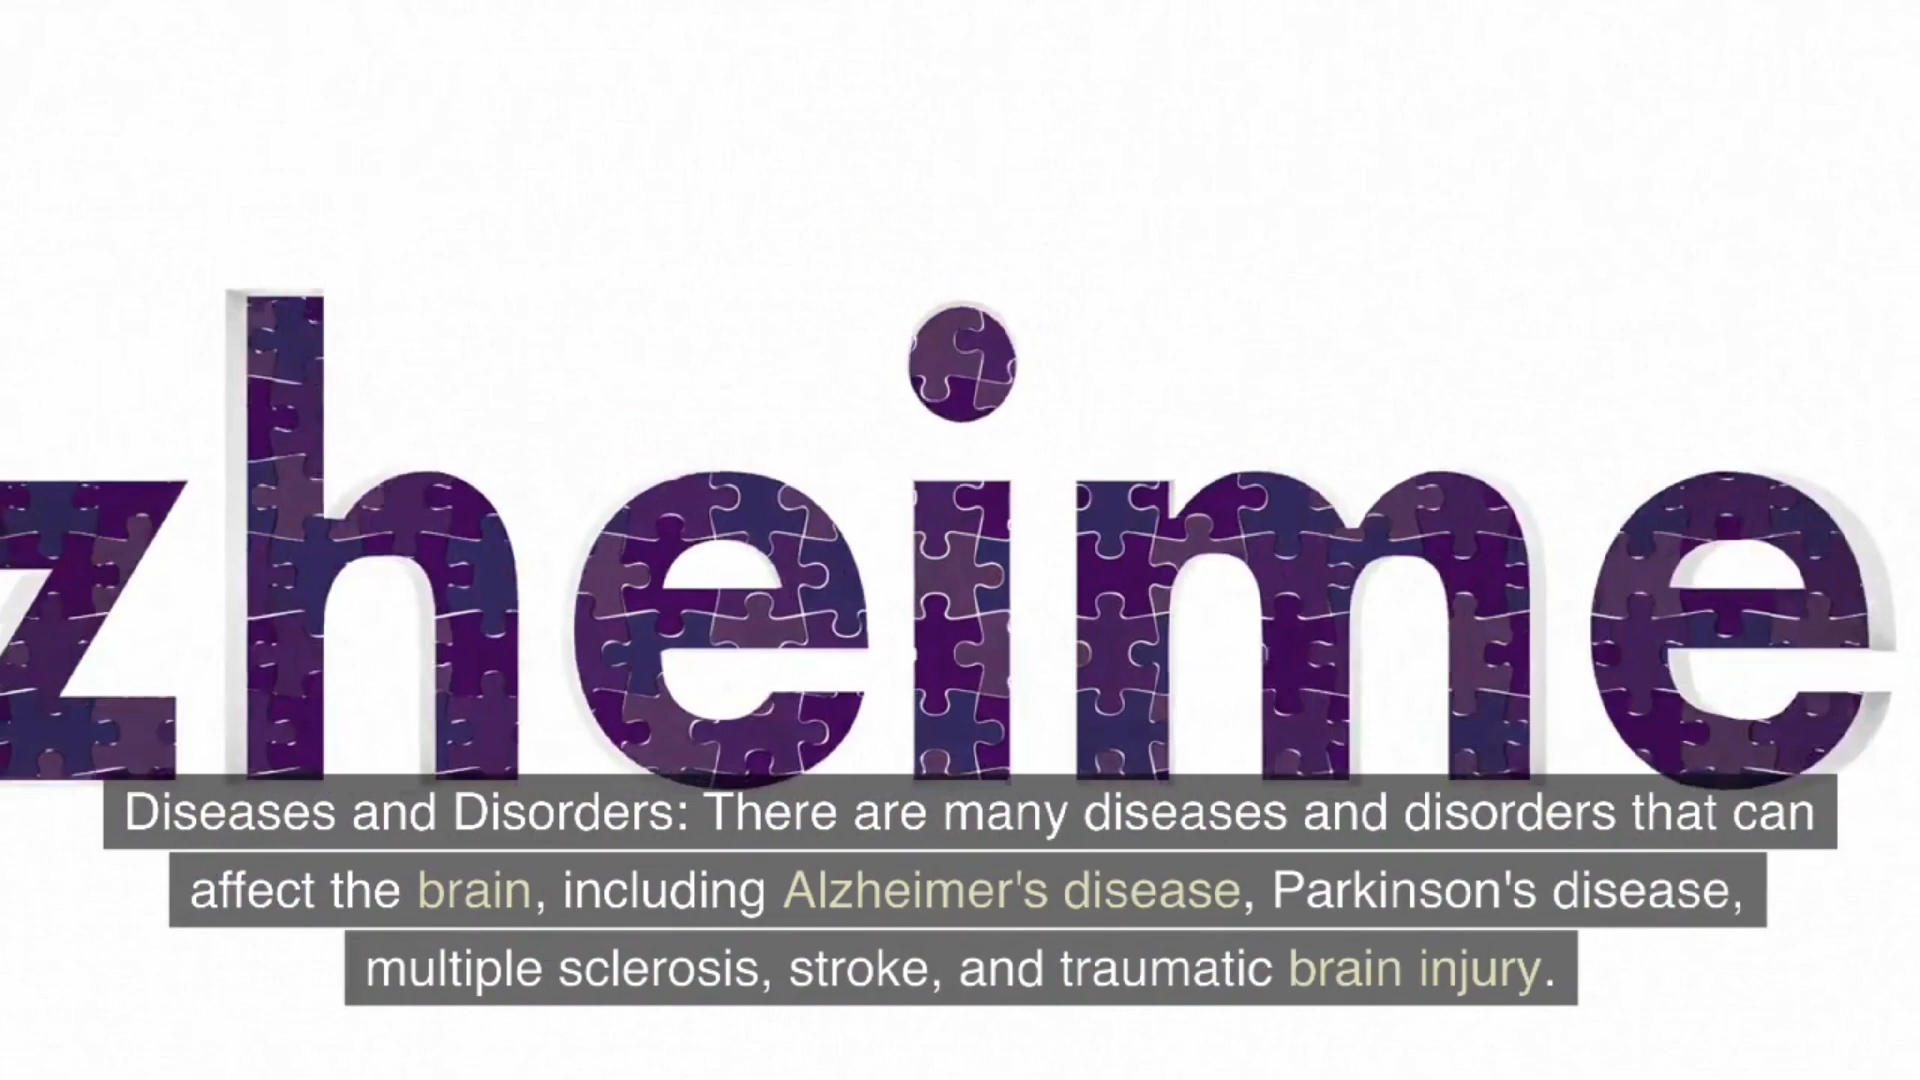 zheime
Diseases and Disorders: There are many diseases and disorders that can
affect the brain, including Alzheimer's disease, Parkinson's disease,
multiple sclerosis, stroke, and traumatic brain injury.